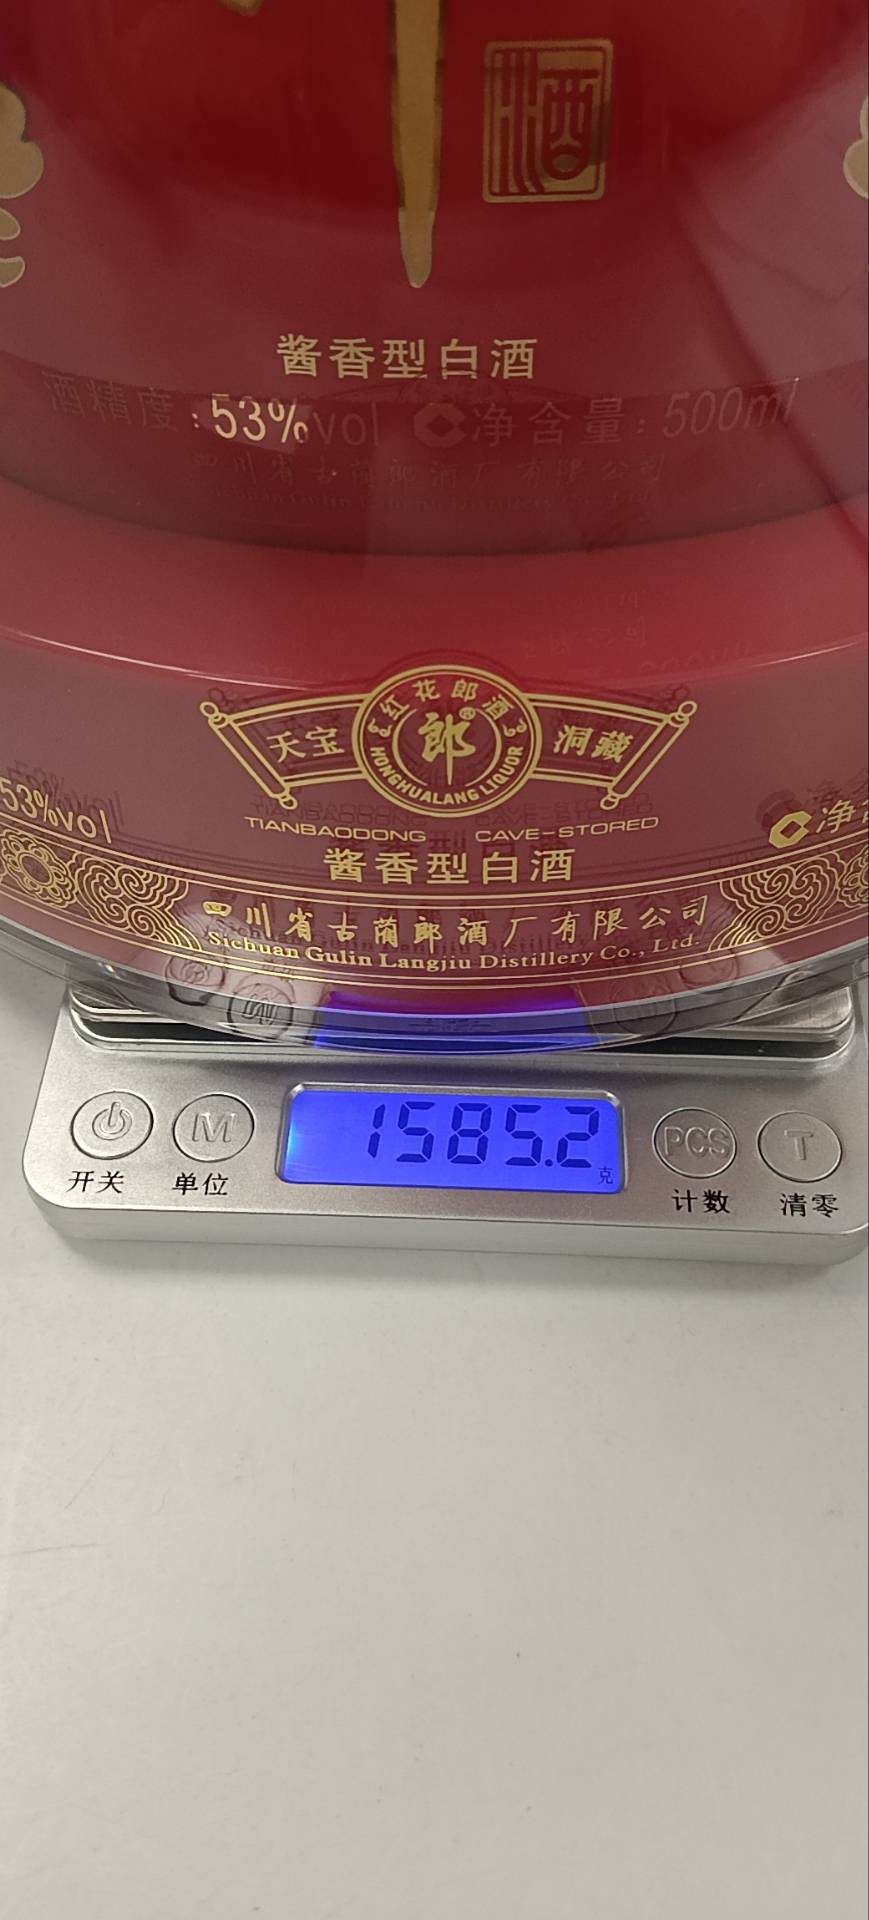 酒
酱香型白酒
酒精度:53%vol 净含量:500ml
四川省古蔺郎酒厂有限公司
红花郎酒
郎®
天宝 洞藏
HONGHUALANG LIQUOR
TIANBAODONG CAVE-STORED
53%vol 净含
酱香型白酒
四川省古蔺郎酒厂有限公司
Sichuan Gulin Langjiu Distillery Co., Ltd.
1585.2
克
M PCS T
开关 单位 计数 清零